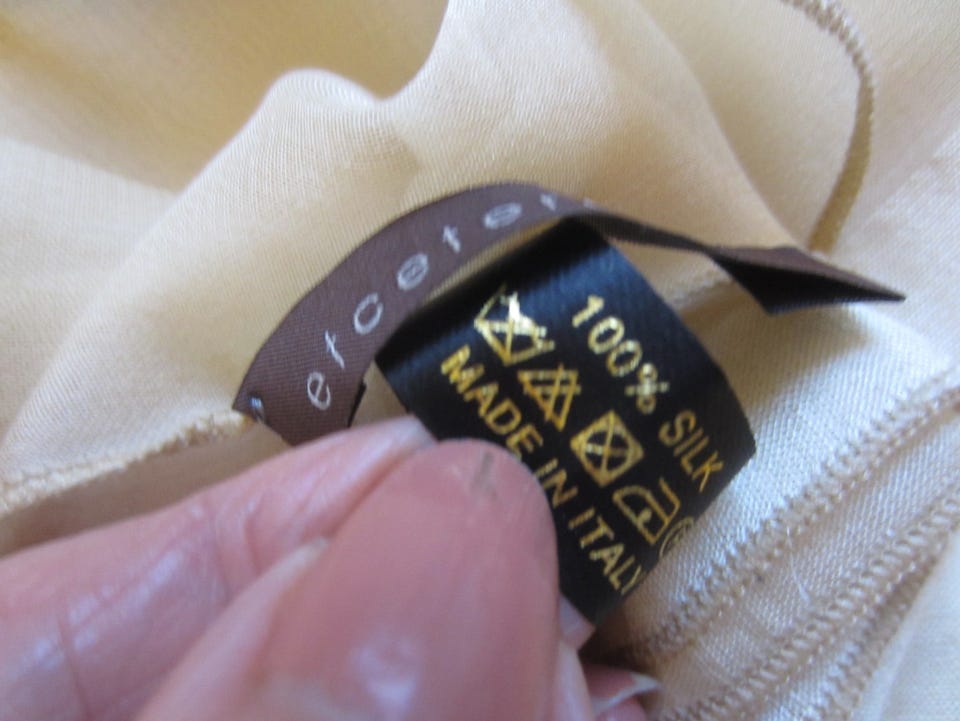 etcetera
100% SILK
MADE IN ITALY